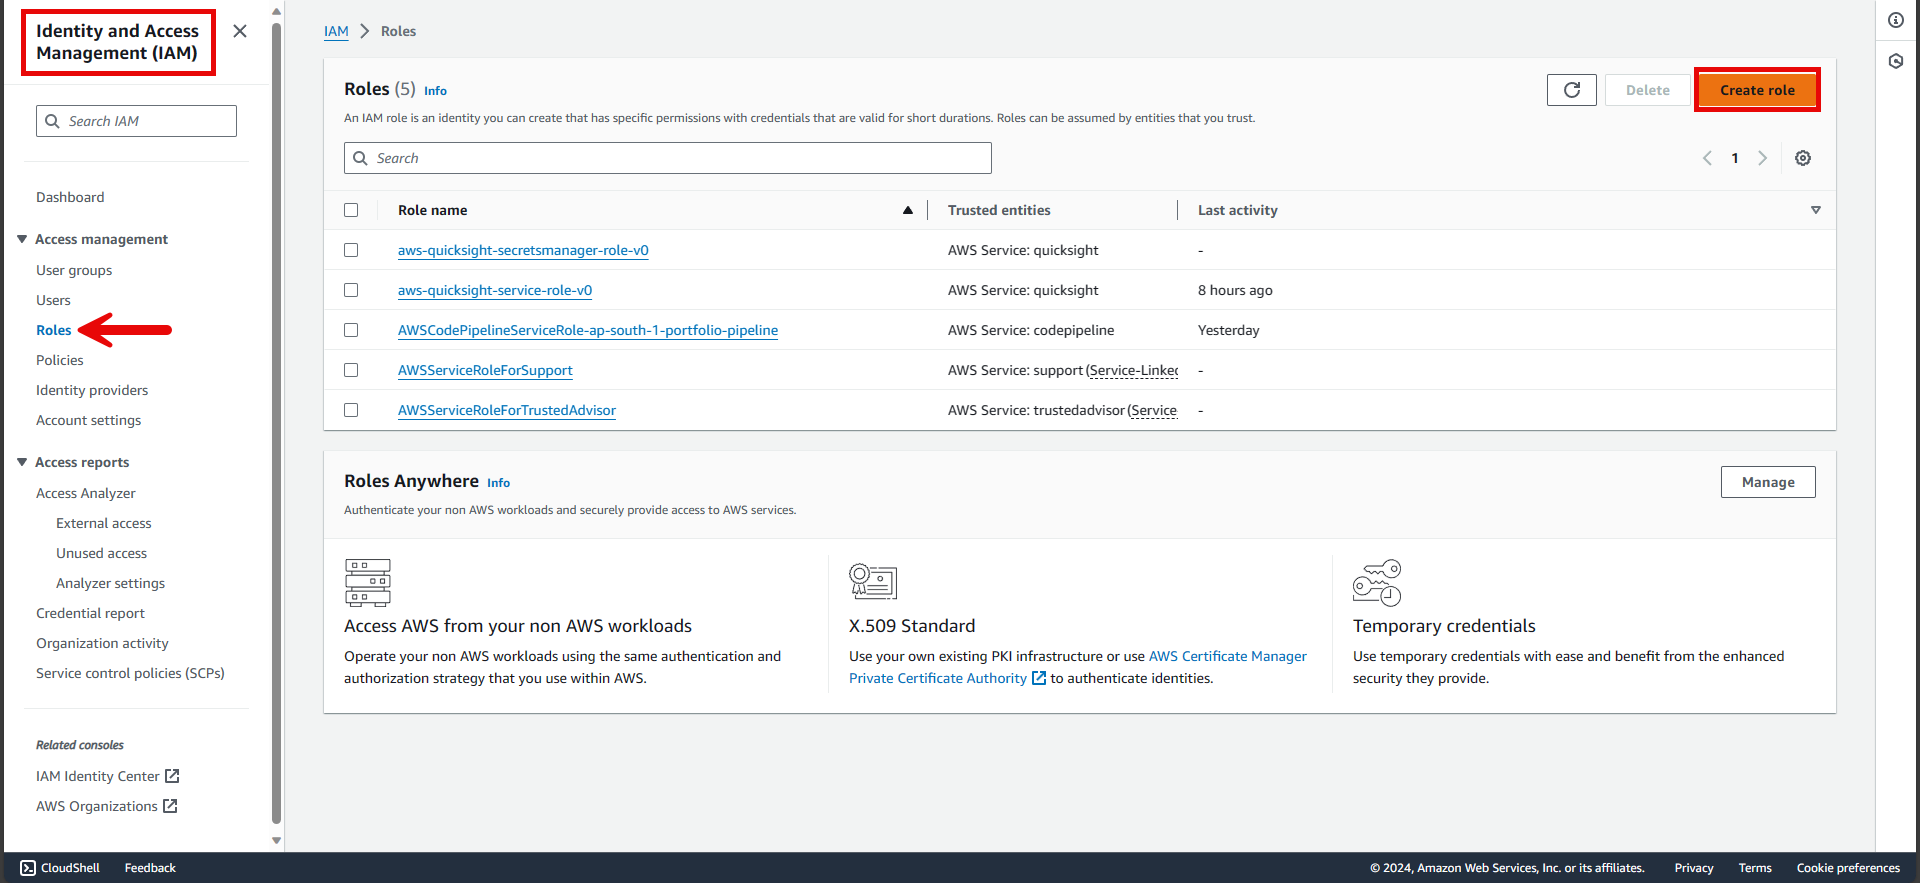 Identity and Access
Management (IAM)
Search IAM
Dashboard
Access management
User groups
Users
Roles
Policies
Identity providers
Account settings
Access reports
Access Analyzer
External access
Unused access
Analyzer settings
Credential report
Organization activity
Service control policies (SCPs)
Related consoles
IAM Identity Center
AWS Organizations
IAM > Roles
Roles (5) Info
Delete
Create role
An IAM role is an identity you can create that has specific permissions with credentials that are valid for short durations. Roles can be assumed by entities that you trust.
Search
1
Role name Trusted entities Last activity
aws-quicksight-secretsmanager-role-v0 AWS Service: quicksight -
aws-quicksight-service-role-v0 AWS Service: quicksight 8 hours ago
AWSCodePipelineServiceRole-ap-south-1-portfolio-pipeline AWS Service: codepipeline Yesterday
AWSServiceRoleForSupport AWS Service: support (Service-Linked -
AWSServiceRoleForTrustedAdvisor AWS Service: trustedadvisor (Service -
Roles Anywhere Info
Manage
Authenticate your non AWS workloads and securely provide access to AWS services.
Access AWS from your non AWS workloads
Operate your non AWS workloads using the same authentication and
authorization strategy that you use within AWS.
X.509 Standard
Use your own existing PKI infrastructure or use AWS Certificate Manager
Private Certificate Authority to authenticate identities.
Temporary credentials
Use temporary credentials with ease and benefit from the enhanced
security they provide.
CloudShell Feedback © 2024, Amazon Web Services, Inc. or its affiliates. Privacy Terms Cookie preferences